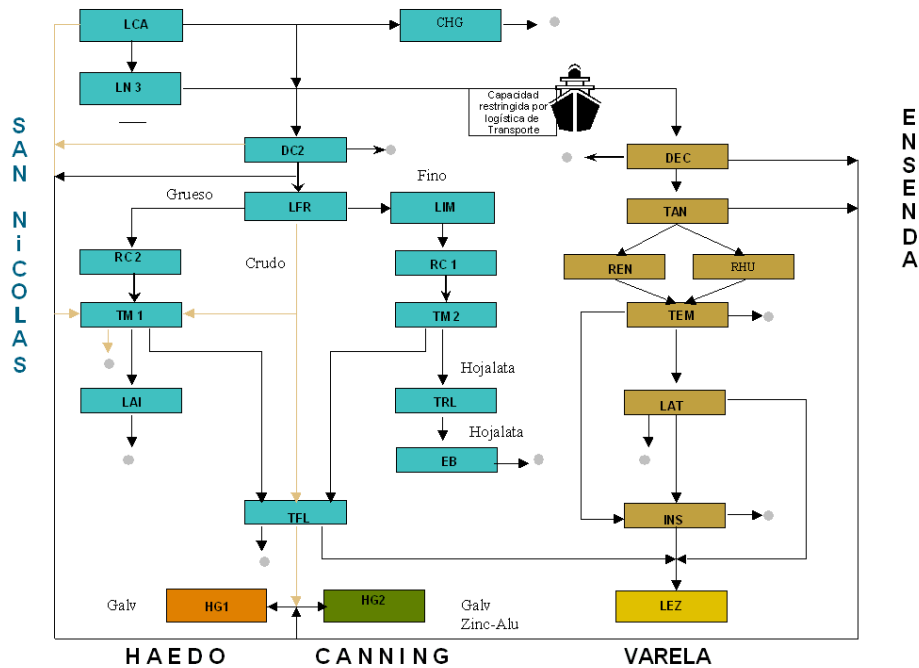 LCA
CHG
LN 3
Capacidad
restringida por
logística de
Transporte
SAN NiCOLAS
ENSENDA
DC2
DEC
Fino
Grueso
LFR
LIM
TAN
Crudo
RC 2
RC 1
REN
RHU
TM 1
TM 2
TEM
Hojalata
LAI
TRL
LAT
Hojalata
EB
TFL
INS
Galv
HG1
HG2
Galv
Zinc-Alu
LEZ
HAEDO
CANNING
VARELA